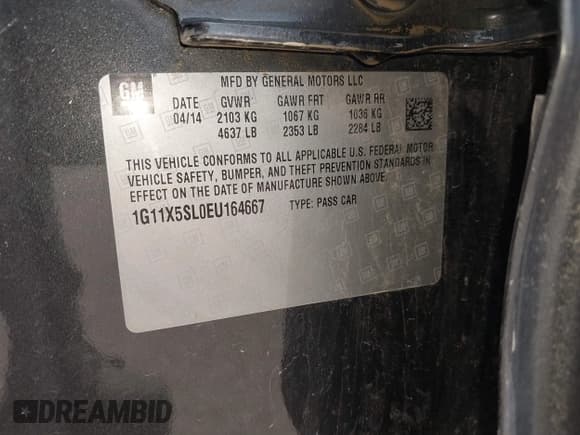 GM
MFD BY GENERAL MOTORS LLC
DATE GVWR GAWR FRT GAWR RR
04/14 2103 KG 1067 KG 1036 KG
4637 LB 2353 LB 2284 LB
THIS VEHICLE CONFORMS TO ALL APPLICABLE U.S. FEDERAL MOTOR
VEHICLE SAFETY, BUMPER, AND THEFT PREVENTION STANDARDS IN
EFFECT ON THE DATE OF MANUFACTURE SHOWN ABOVE.
1G11X5SL0EU164667 TYPE: PASS CAR
DREAMBID